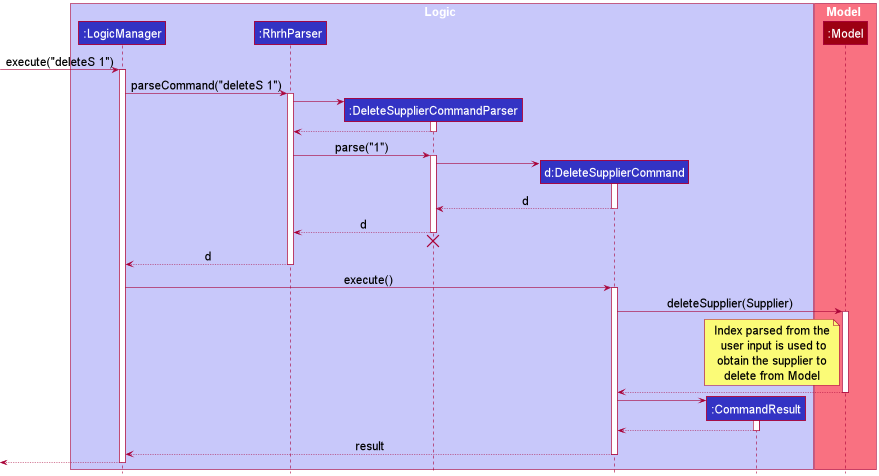 Logic
Model
:LogicManager
:RhrhParser
:Model
execute("deleteS 1")
parseCommand("deleteS 1")
:DeleteSupplierCommandParser
parse("1")
d:DeleteSupplierCommand
d
d
d
execute()
deleteSupplier(Supplier)
Index parsed from the
user input is used to
obtain the supplier to
delete from Model
:CommandResult
result